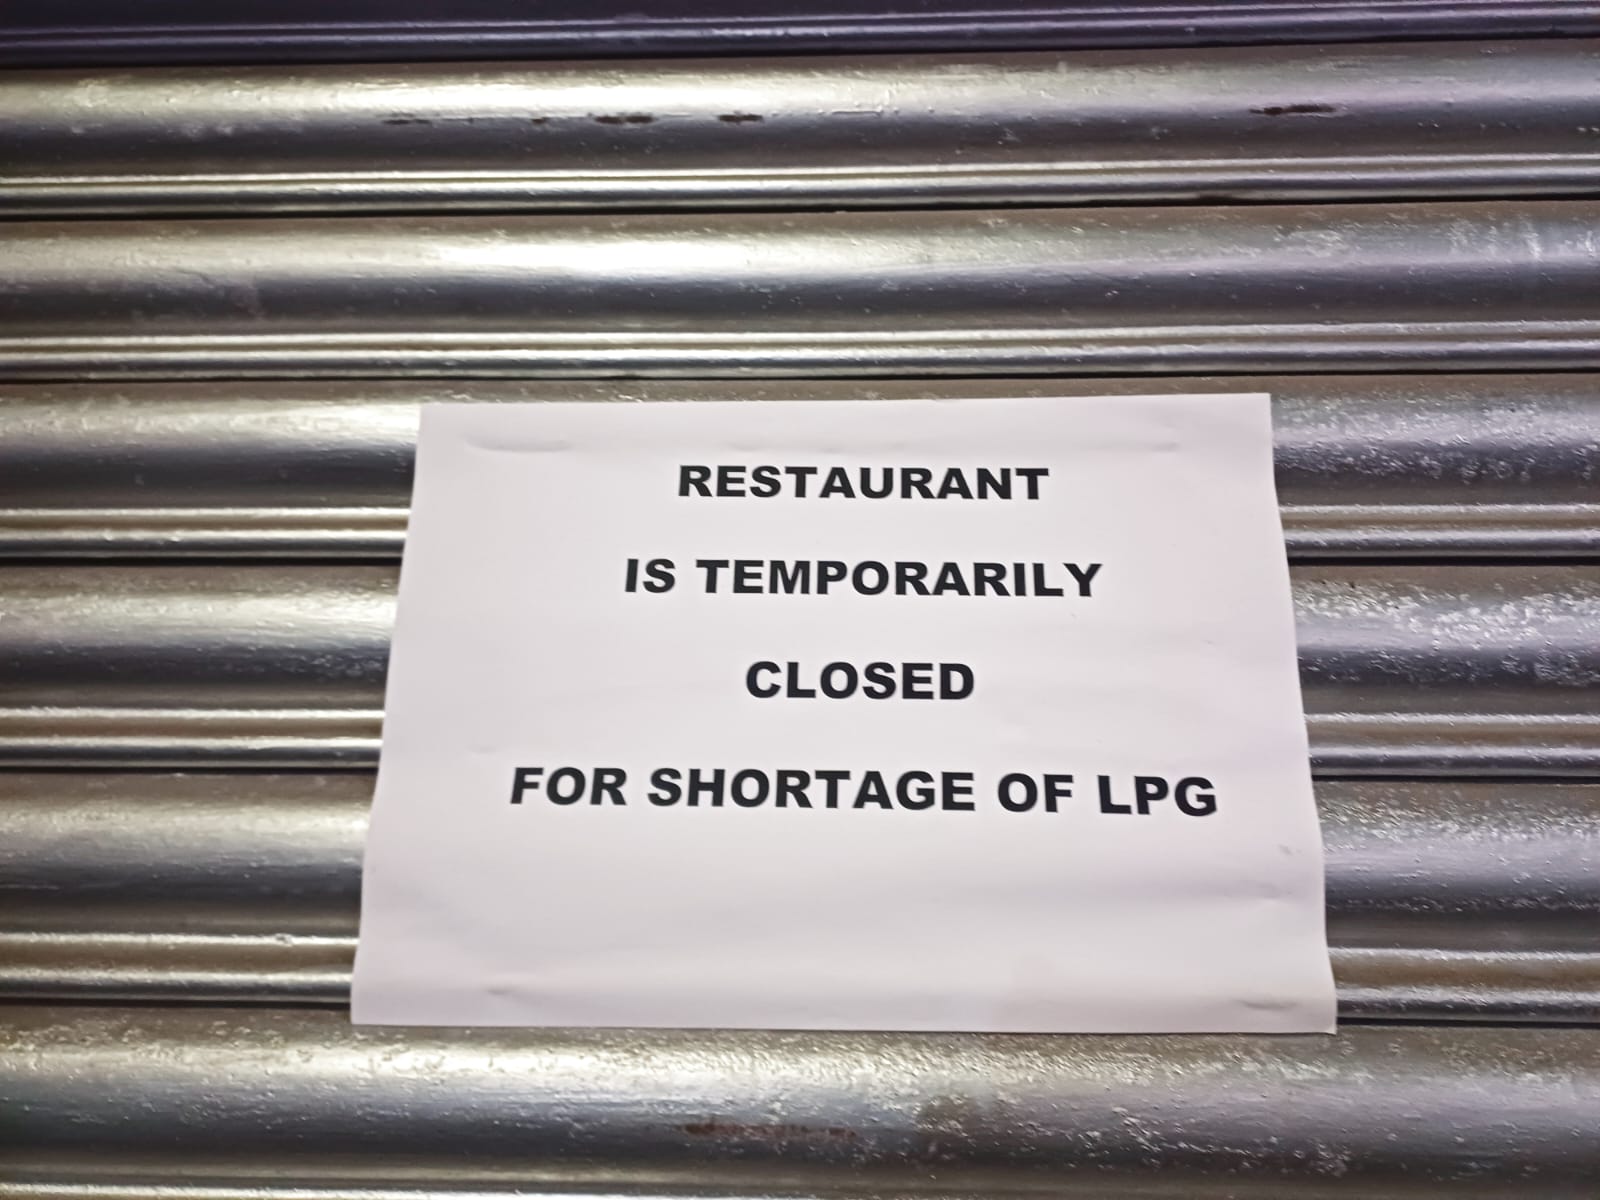 RESTAURANT
IS TEMPORARILY
CLOSED
FOR SHORTAGE OF LPG